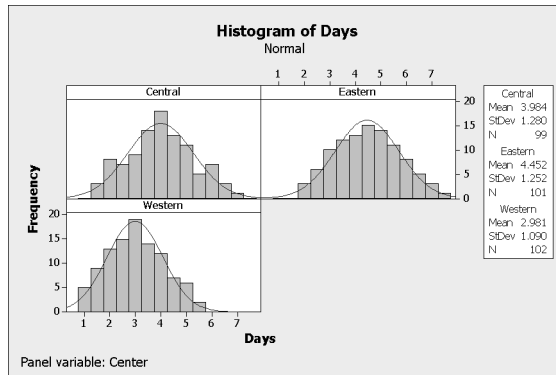 Histogram of Days
Normal
1 2 3 4 5 6 7
Central
Eastern
20
15
10
5
0
Western
20
15
10
5
0
1 2 3 4 5 6 7
Frequency
Days
Central
Mean 3.984
StDev 1.280
N 99
Eastern
Mean 4.452
StDev 1.252
N 101
Western
Mean 2.981
StDev 1.090
N 102
Panel variable: Center